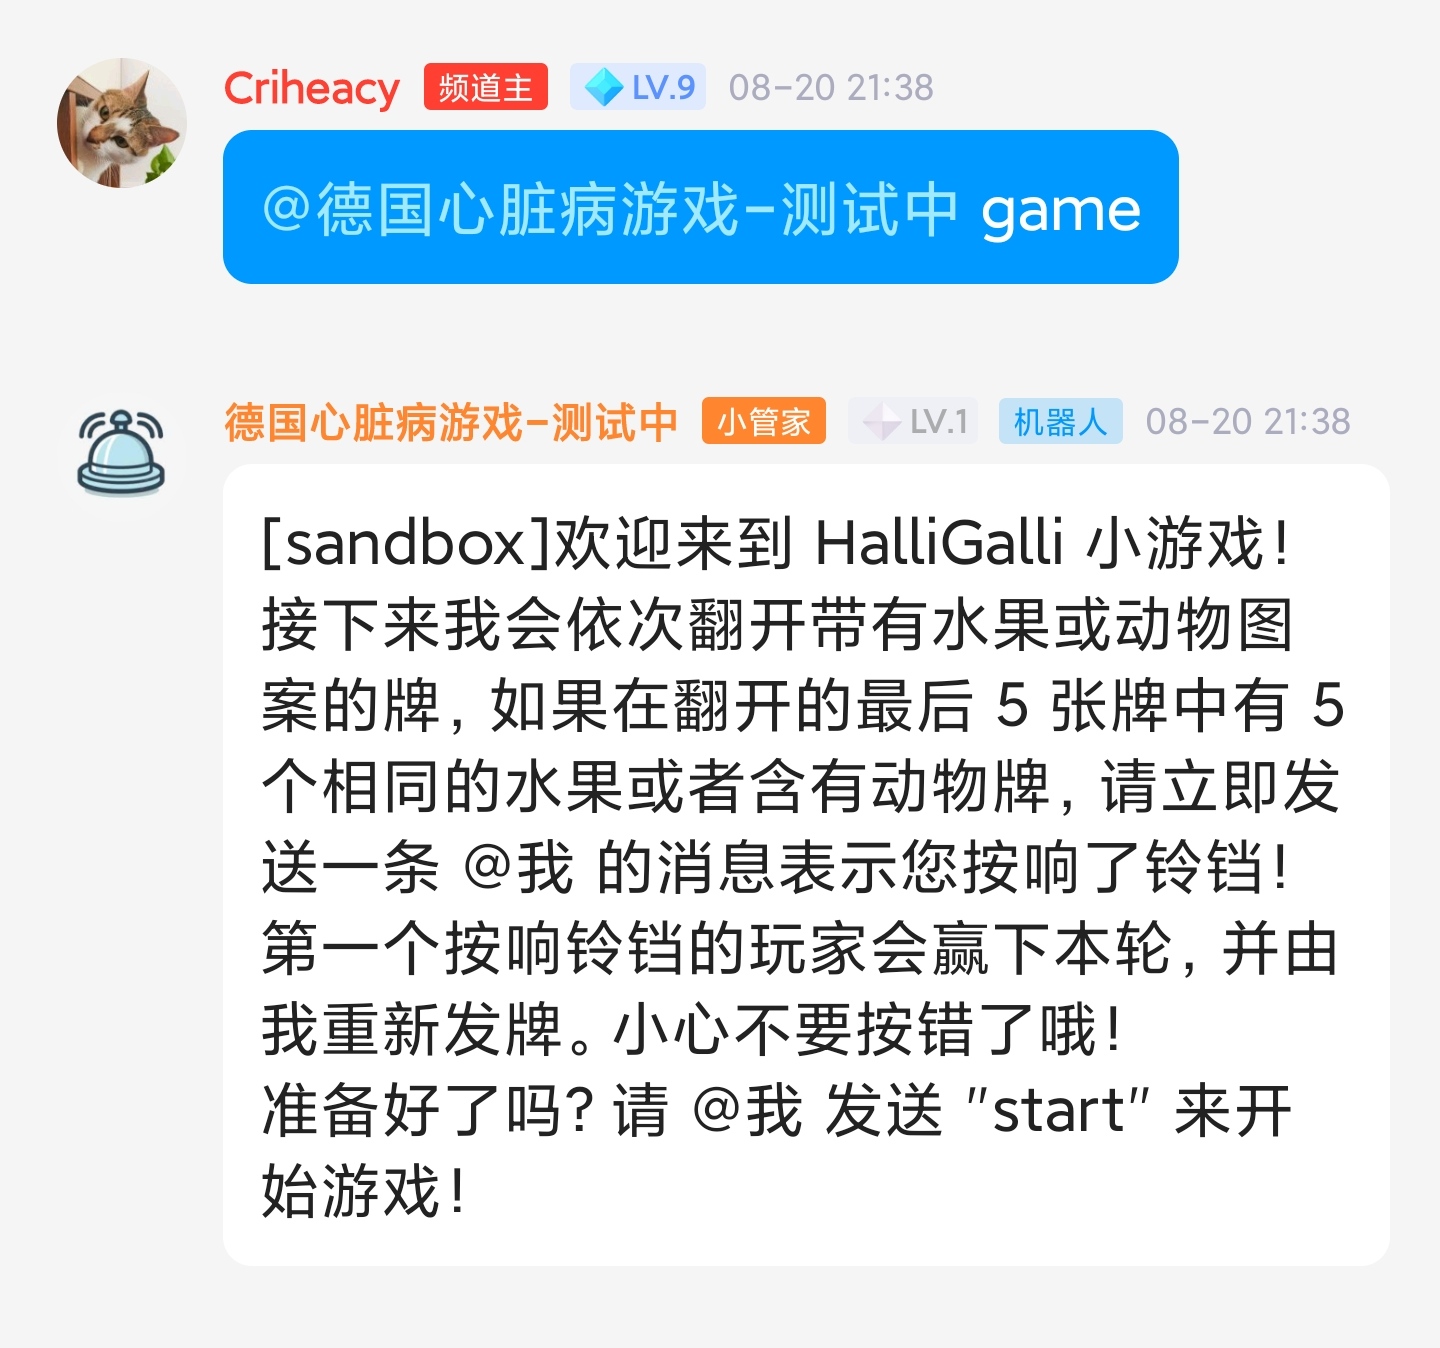 Criheacy 频道主 LV.9 08-20 21:38
@德国心脏病游戏-测试中 game
德国心脏病游戏-测试中 小管家 LV.1 机器人 08-20 21:38
[sandbox]欢迎来到 HalliGalli 小游戏！
接下来我会依次翻开带有水果或动物图
案的牌，如果在翻开的最后 5 张牌中有 5
个相同的水果或者含有动物牌，请立即发
送一条 @我 的消息表示您按响了铃铛！
第一个按响铃铛的玩家会赢下本轮，并由
我重新发牌。小心不要按错了哦！
准备好了吗？请 @我 发送 "start" 来开
始游戏！